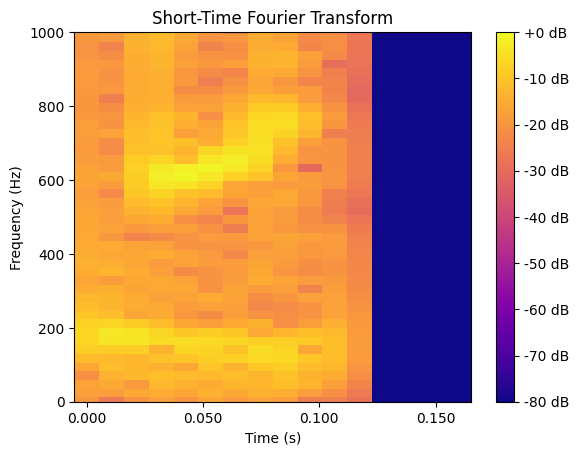 Short-Time Fourier Transform
1000
800
600
400
200
0
Frequency (Hz)
0.000
0.050
0.100
0.150
Time (s)
+0 dB
-10 dB
-20 dB
-30 dB
-40 dB
-50 dB
-60 dB
-70 dB
-80 dB